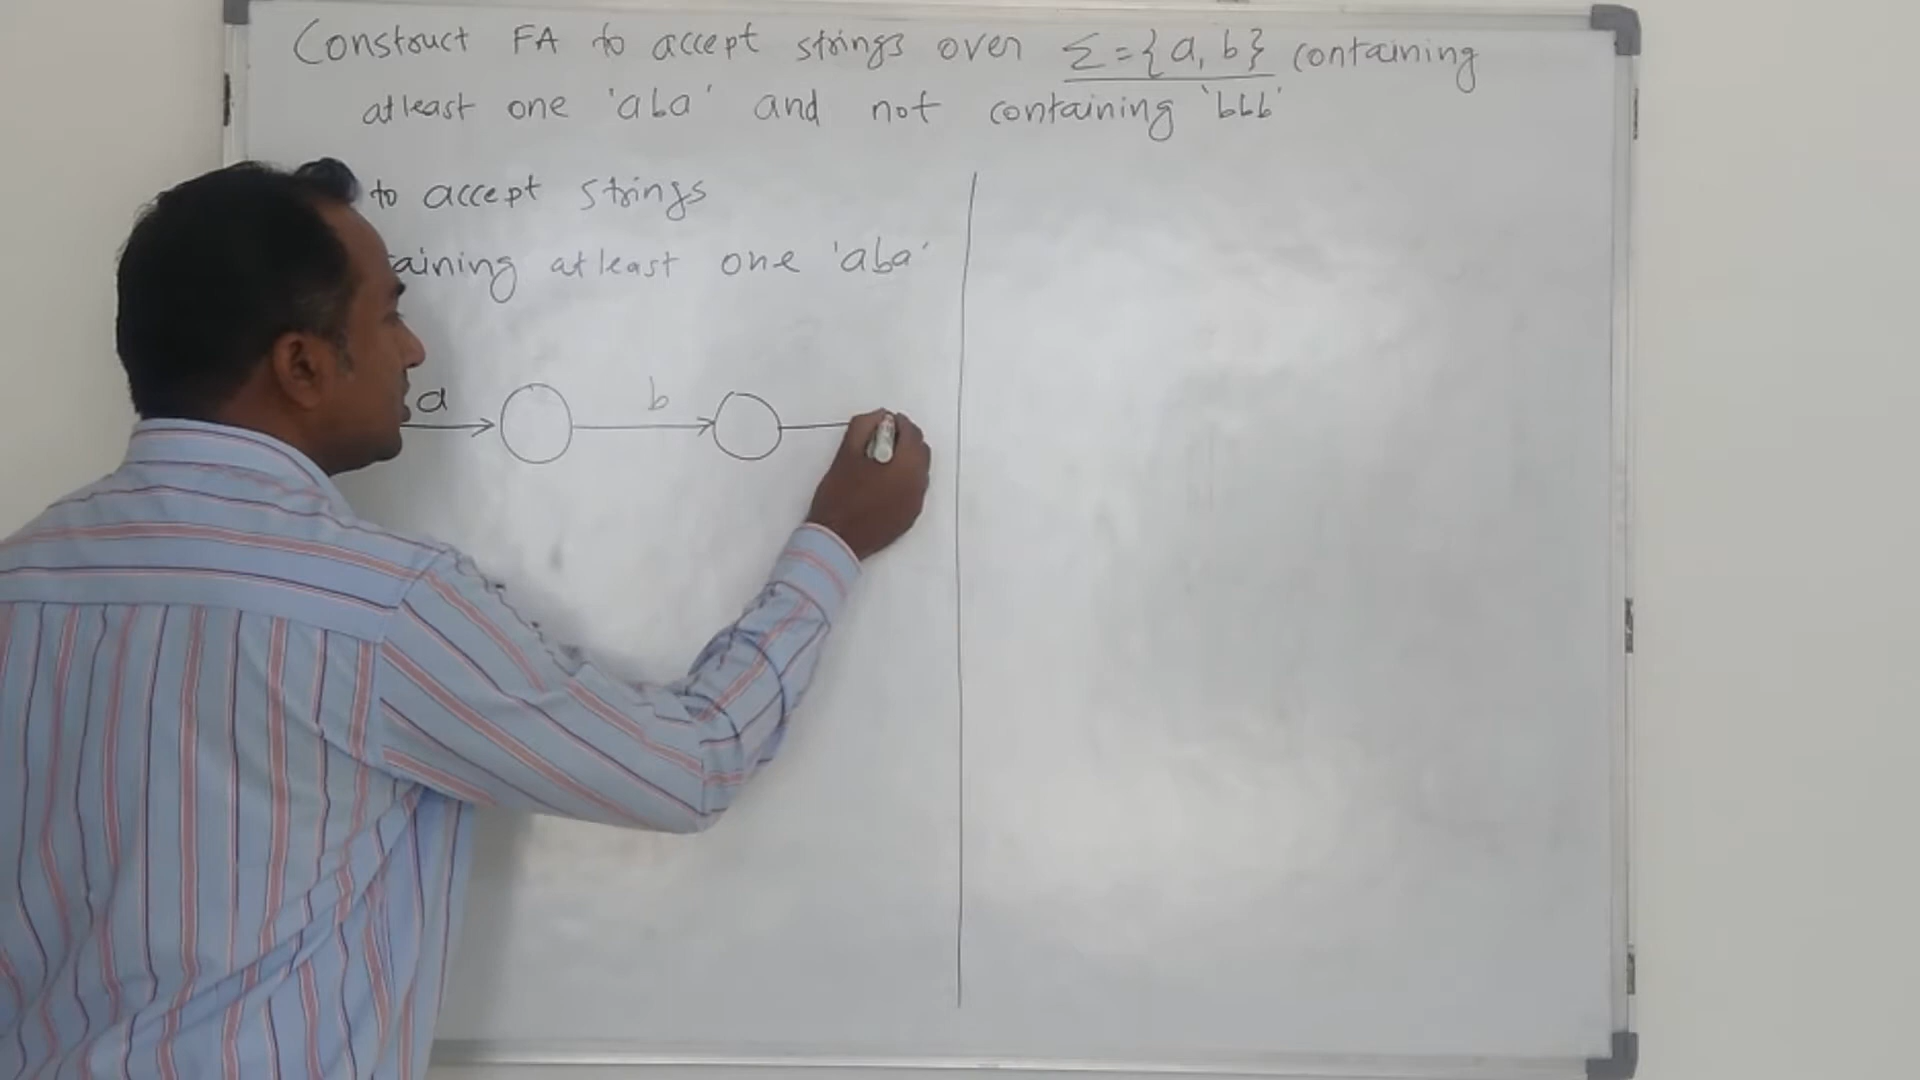 Construct FA to accept strings over Σ={a, b} containing
atleast one 'aba' and not containing 'bbb'
to accept strings
aining atleast one 'aba'
a b